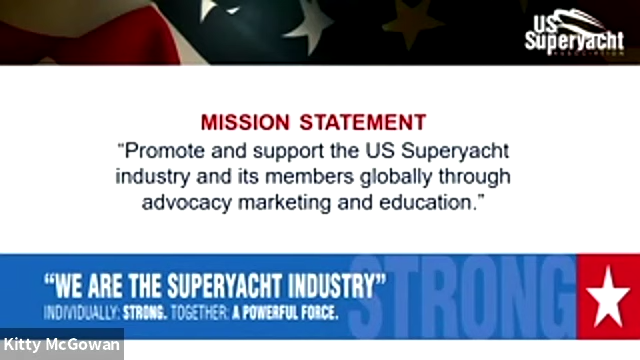 US
Superyacht
ASSOCIATION
MISSION STATEMENT
“Promote and support the US Superyacht
industry and its members globally through
advocacy marketing and education.”
STRONG
“WE ARE THE SUPERYACHT INDUSTRY”
INDIVIDUALLY: STRONG. TOGETHER: A POWERFUL FORCE.
Kitty McGowan